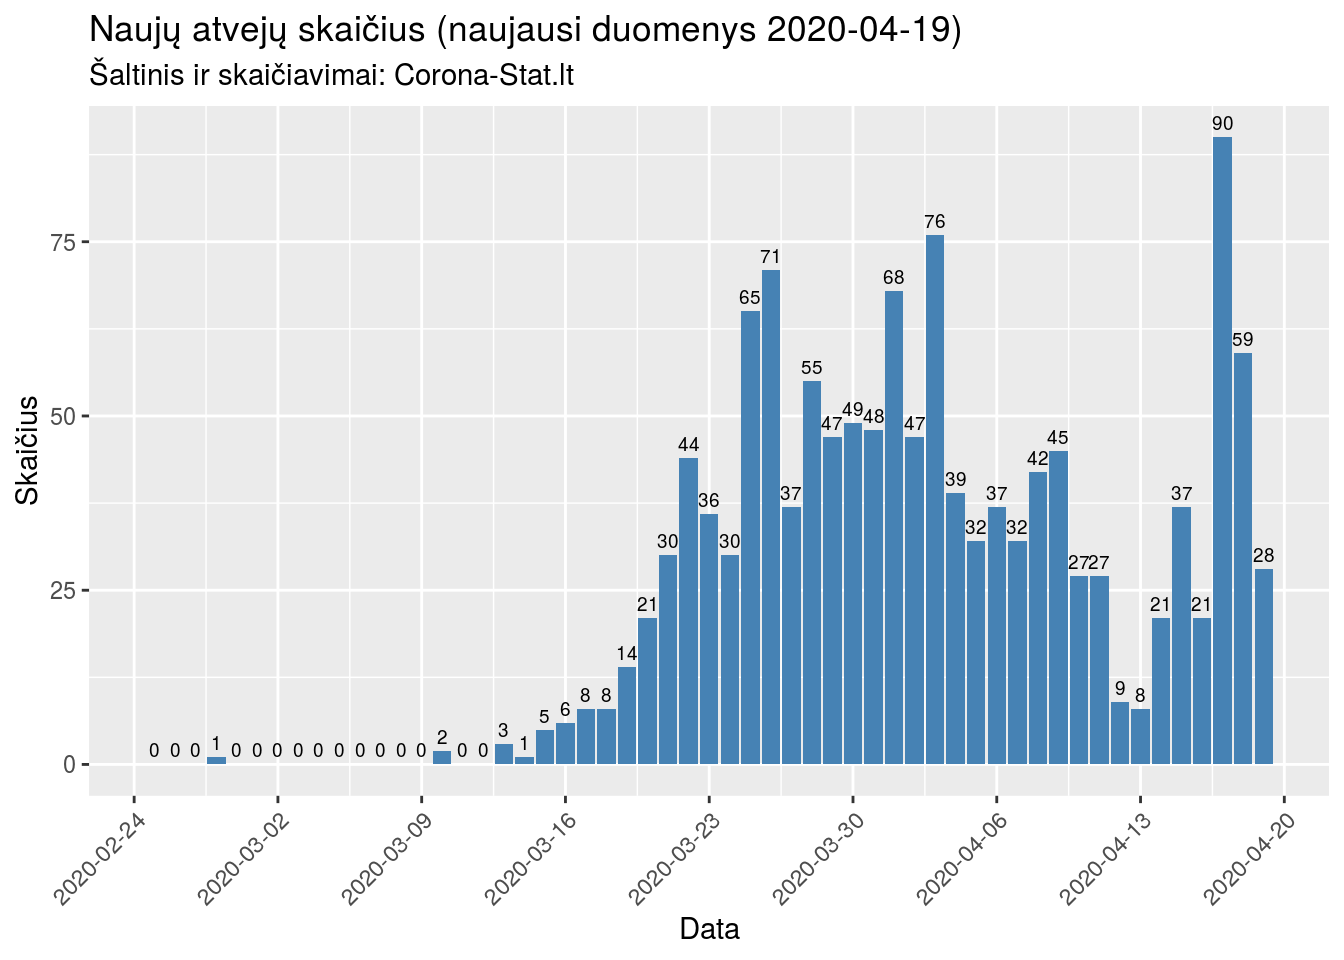 Naujų atvejų skaičius (naujausi duomenys 2020-04-19)
Šaltinis ir skaičiavimai: Corona-Stat.lt
Skaičius
75
50
25
0
0 0 0 1 0 0 0 0 0 0 0 0 0 0 2 0 0 3 1 5 6 8 8 14 21 30 44 36 30 65 71 37 55 47 49 48 68 47 76 39 32 37 32 42 45 27 27 9 8 21 37 21 90 59 28
2020-02-24 2020-03-02 2020-03-09 2020-03-16 2020-03-23 2020-03-30 2020-04-06 2020-04-13 2020-04-20
Data